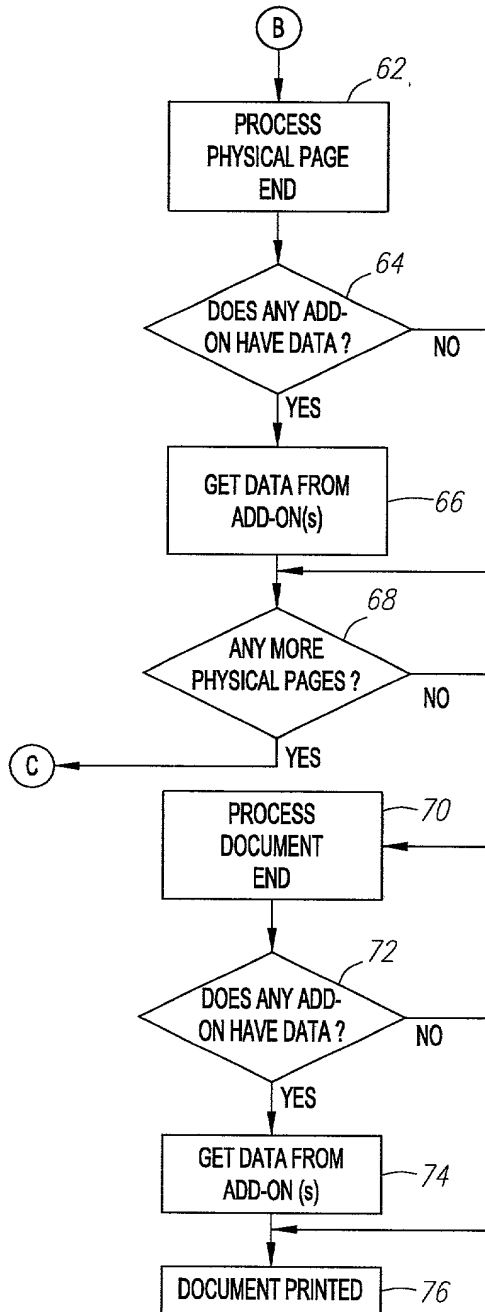 B
62
PROCESS
PHYSICAL PAGE
END
64
DOES ANY ADD-
ON HAVE DATA ?
NO
YES
GET DATA FROM
ADD-ON(s)
66
68
ANY MORE
PHYSICAL PAGES ?
NO
YES
C
PROCESS
DOCUMENT
END
70
72
DOES ANY ADD-
ON HAVE DATA ?
NO
YES
GET DATA FROM
ADD-ON (s)
74
DOCUMENT PRINTED
76